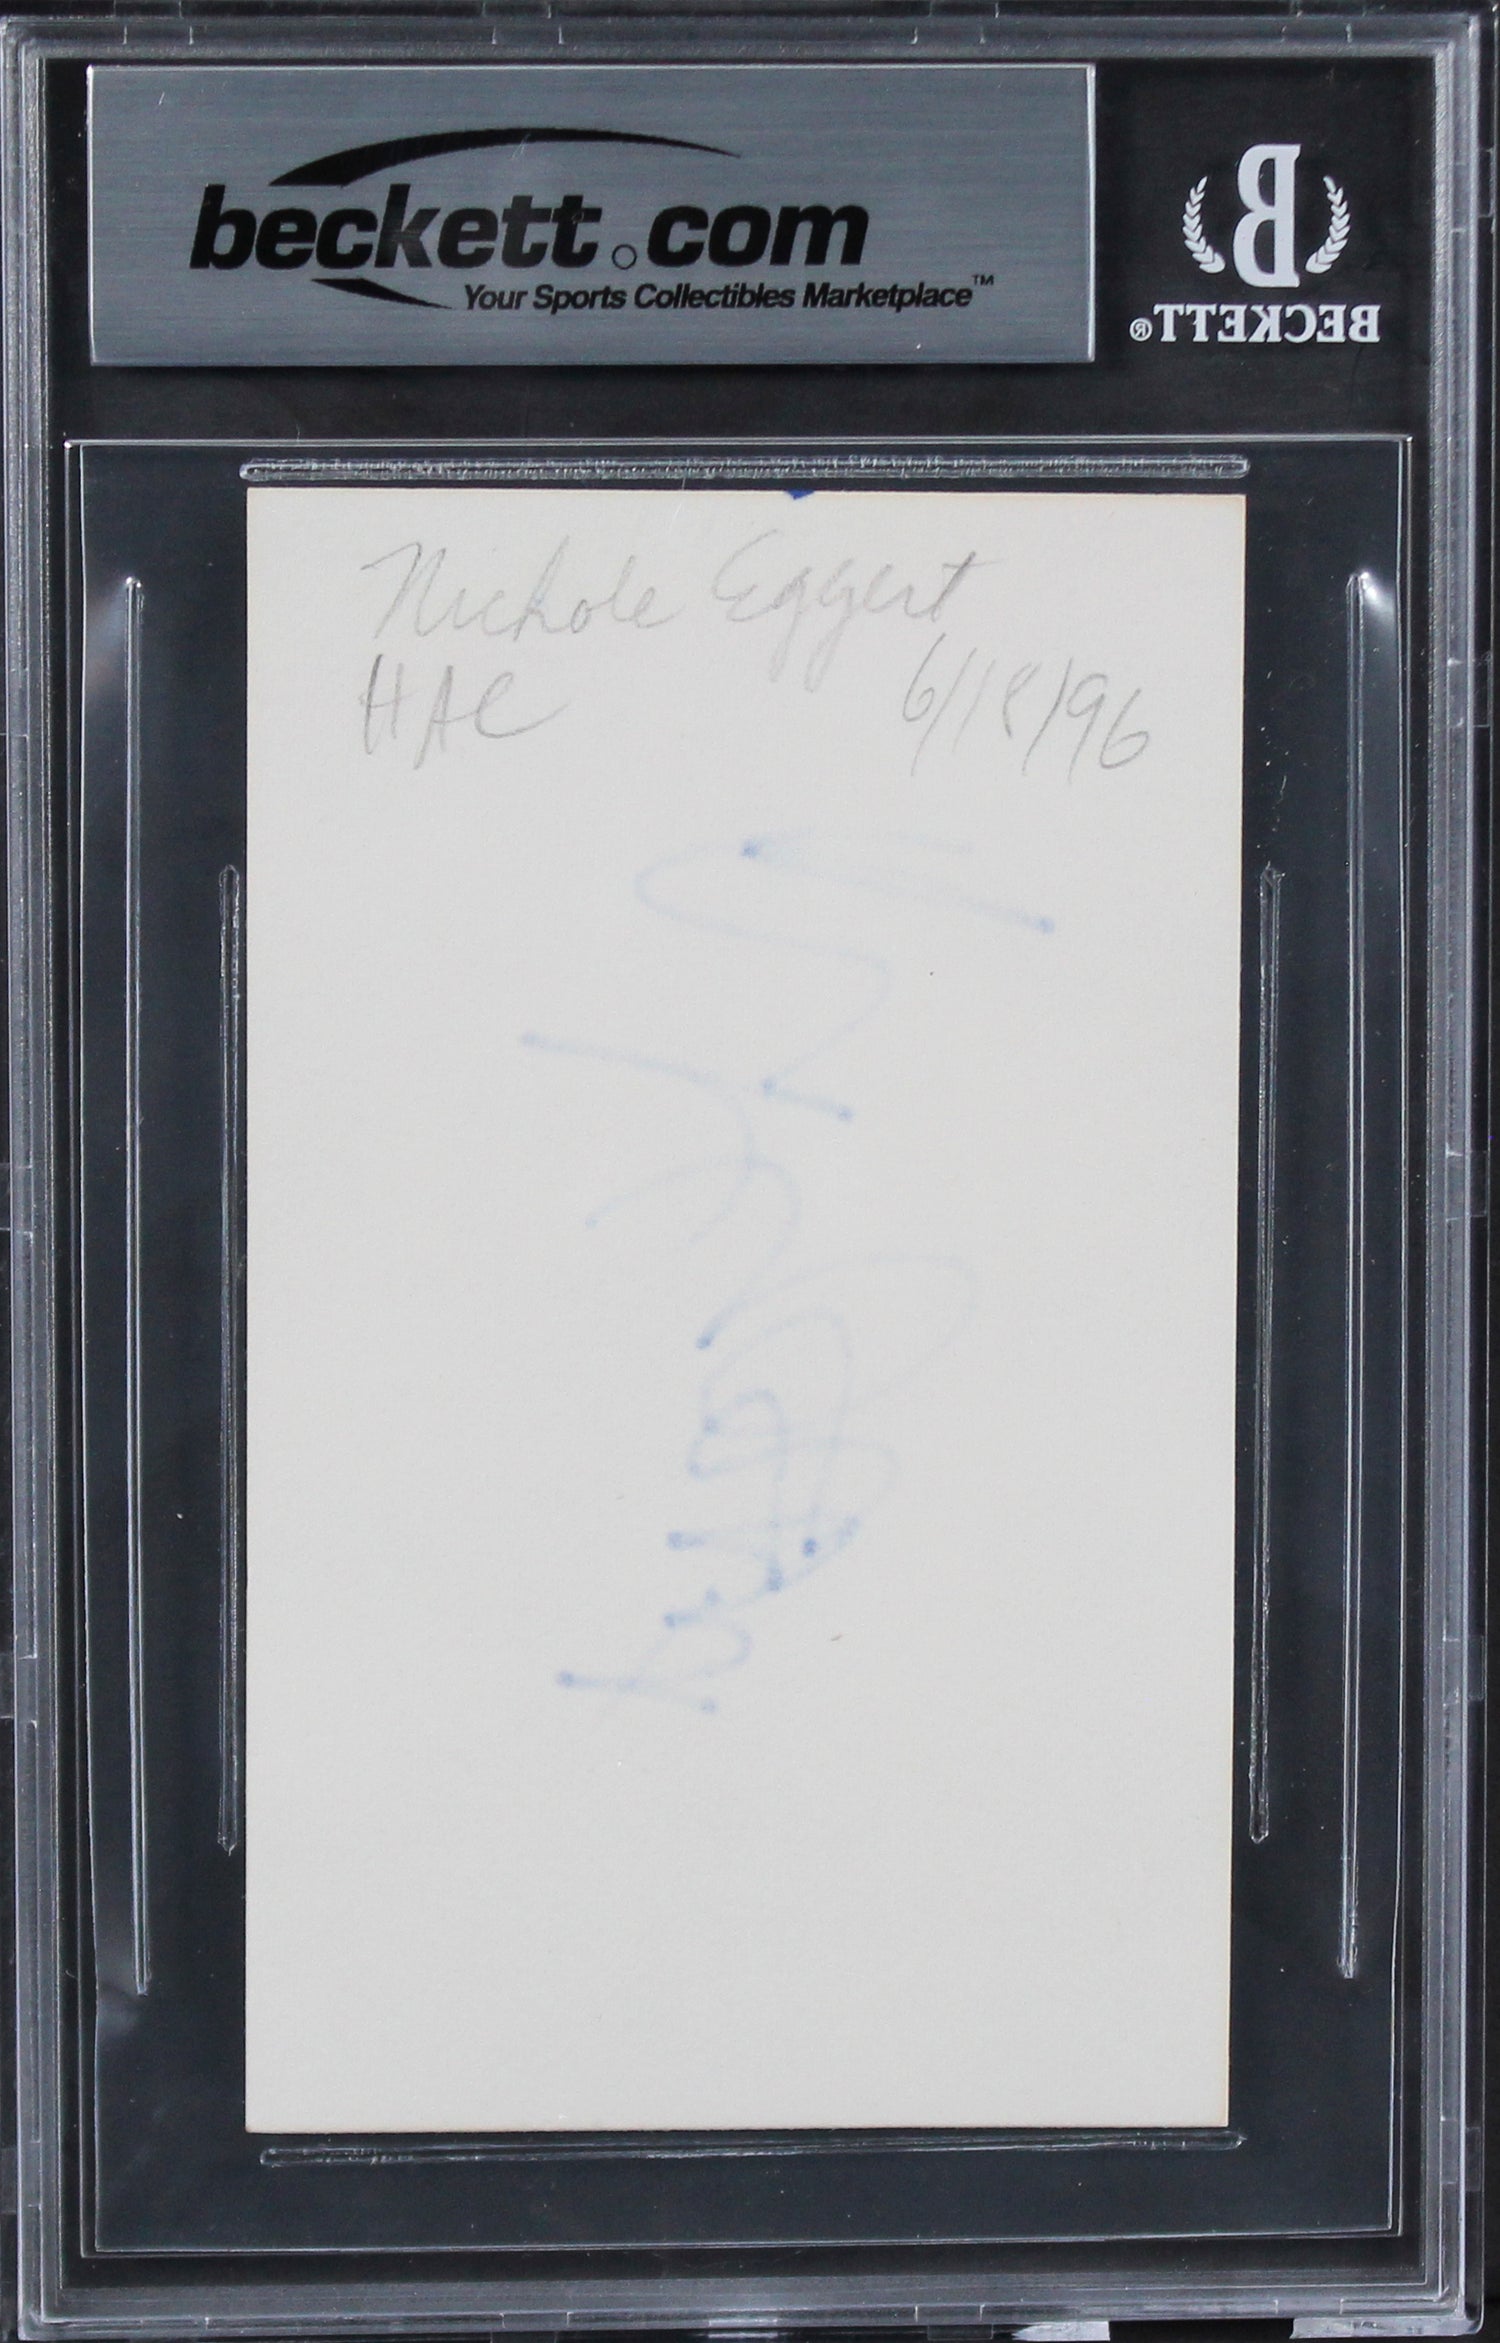 beckett.com
Your Sports Collectibles Marketplace™
B
BECKETT®
Nichole Eggert
HAC 6/18/96